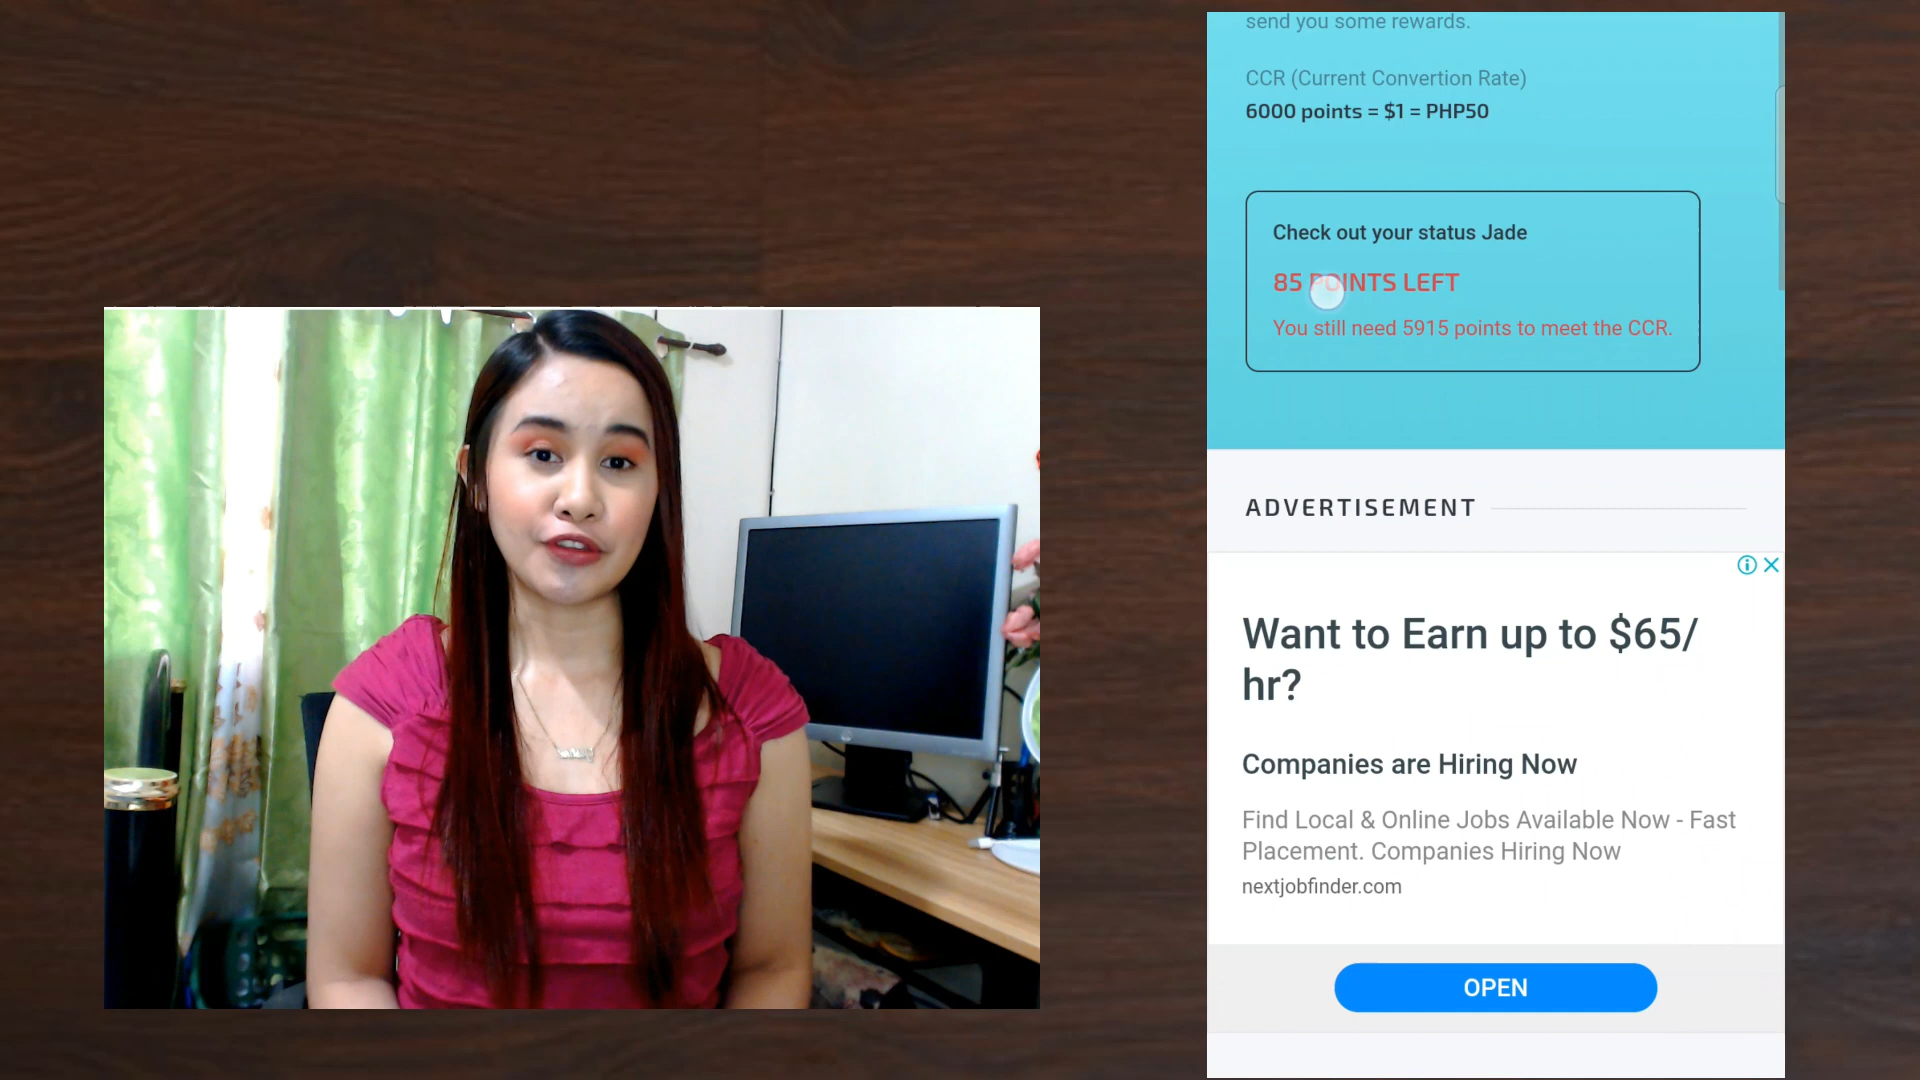 send you some rewards.
CCR (Current Convertion Rate)
6000 points = $1 = PHP50
Check out your status Jade
85 POINTS LEFT
You still need 5915 points to meet the CCR.
ADVERTISEMENT
Want to Earn up to $65/
hr?
Companies are Hiring Now
Find Local & Online Jobs Available Now - Fast
Placement. Companies Hiring Now
nextjobfinder.com
OPEN